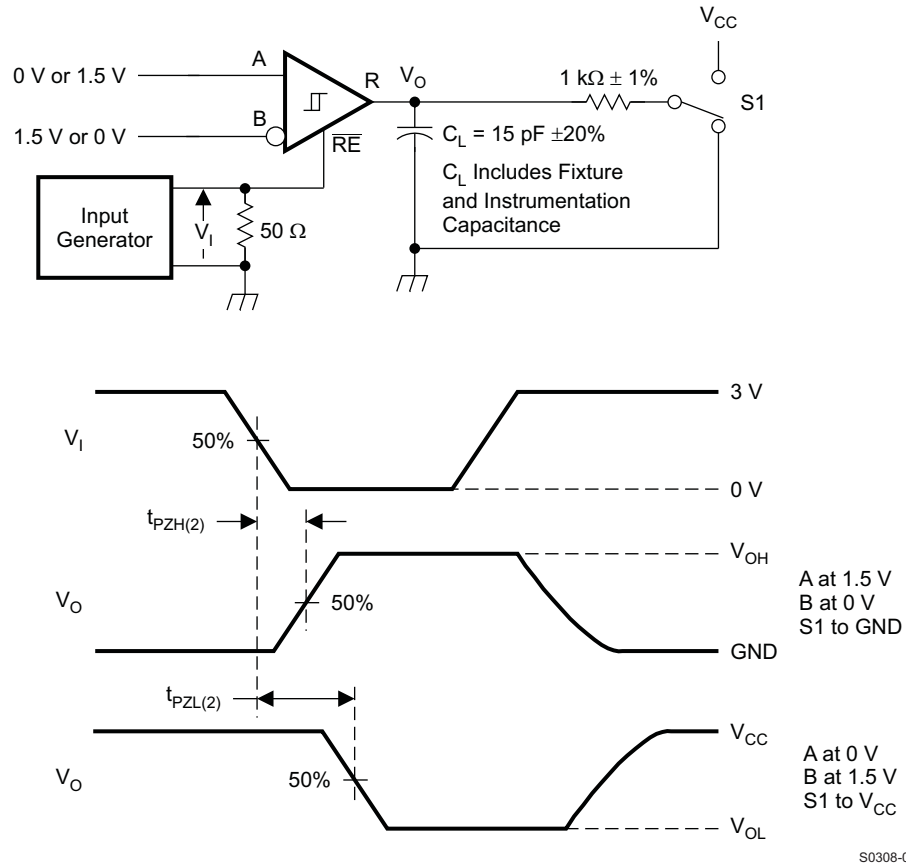 V_CC
0 V or 1.5 V
A
R
V_O
1 kΩ ± 1%
S1
1.5 V or 0 V
B
RE
C_L = 15 pF ±20%
C_L Includes Fixture
and Instrumentation
Capacitance
Input
Generator
V_I
50 Ω
3 V
V_I
50%
0 V
t_PZH(2)
V_OH
V_O
50%
A at 1.5 V
B at 0 V
S1 to GND
GND
t_PZL(2)
V_CC
V_O
50%
A at 0 V
B at 1.5 V
S1 to V_CC
V_OL